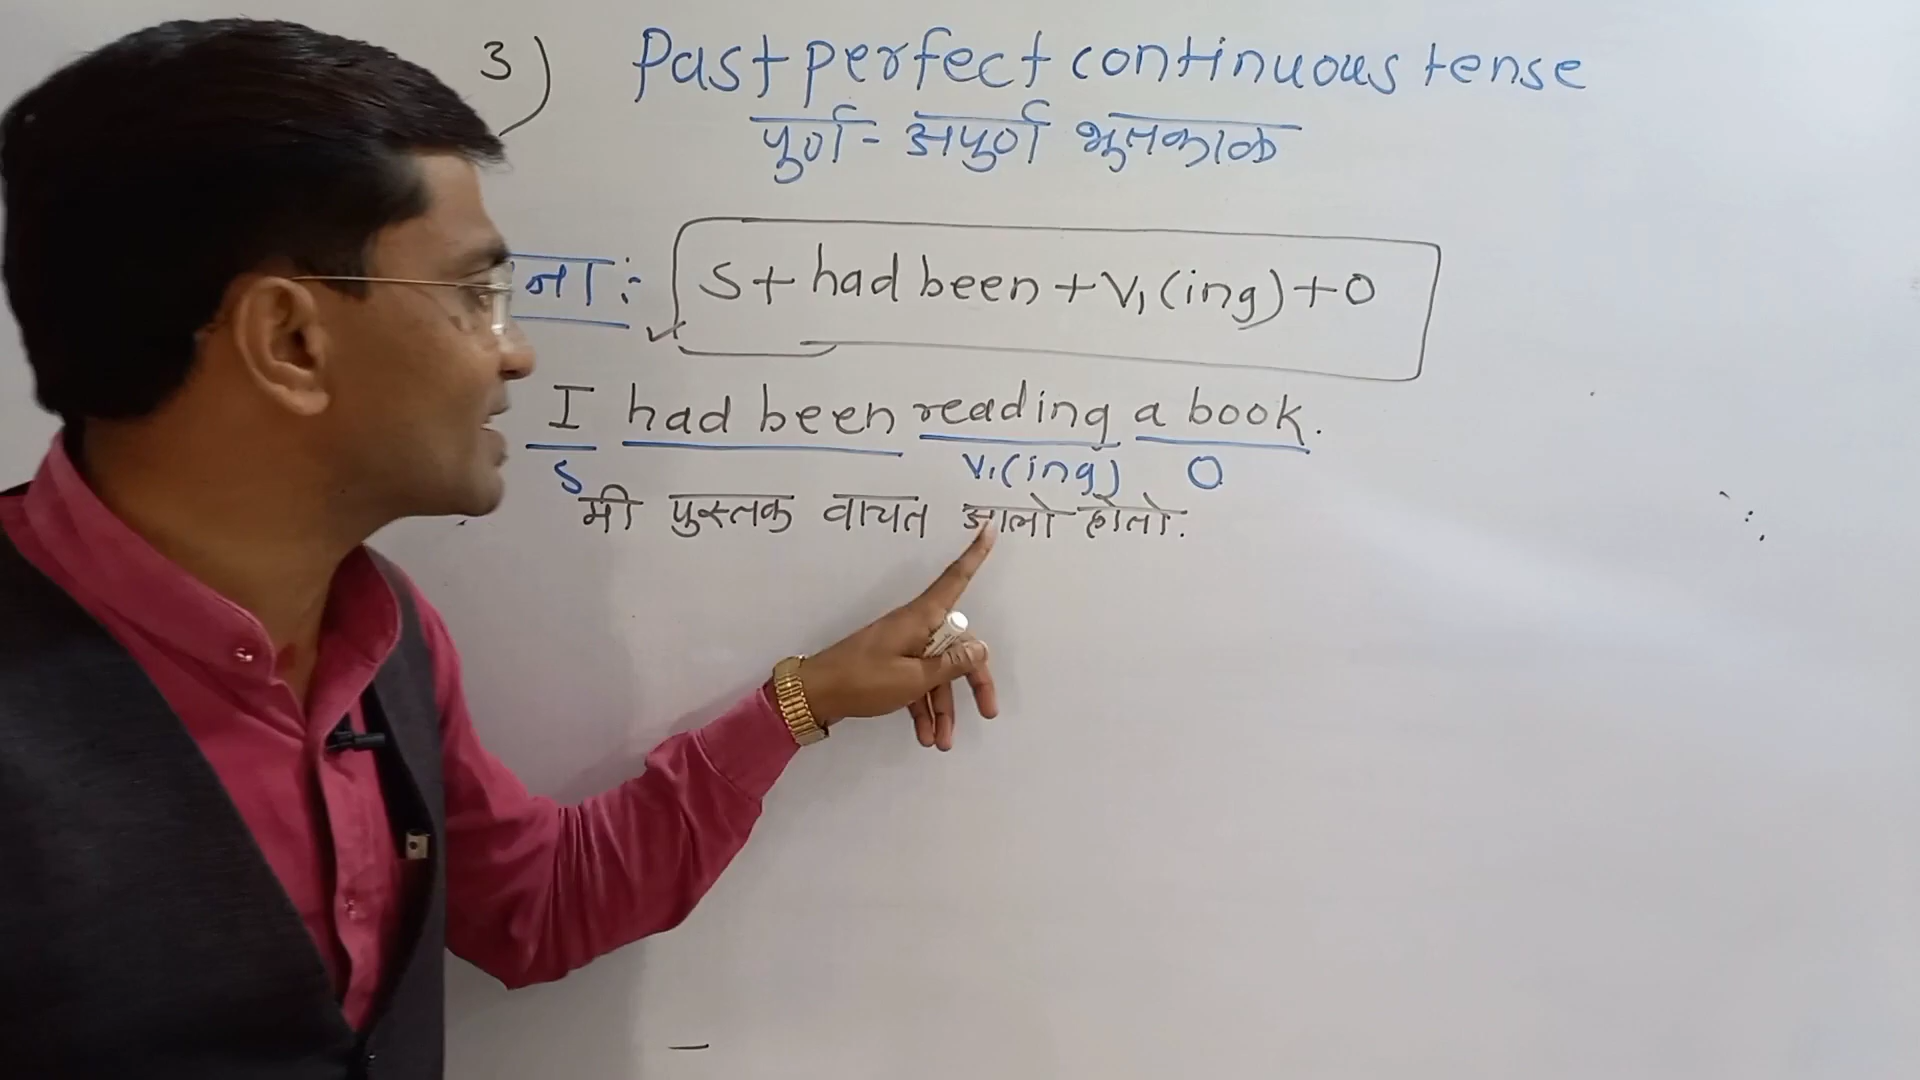 3) Past perfect continuous tense
पुर्ण - अपुर्ण भुतकाळ
ना :- S + had been + V₁ (ing) + O
I had been reading a book.
S V₁(ing) O
मी पुस्तक वाचत आलो होतो.